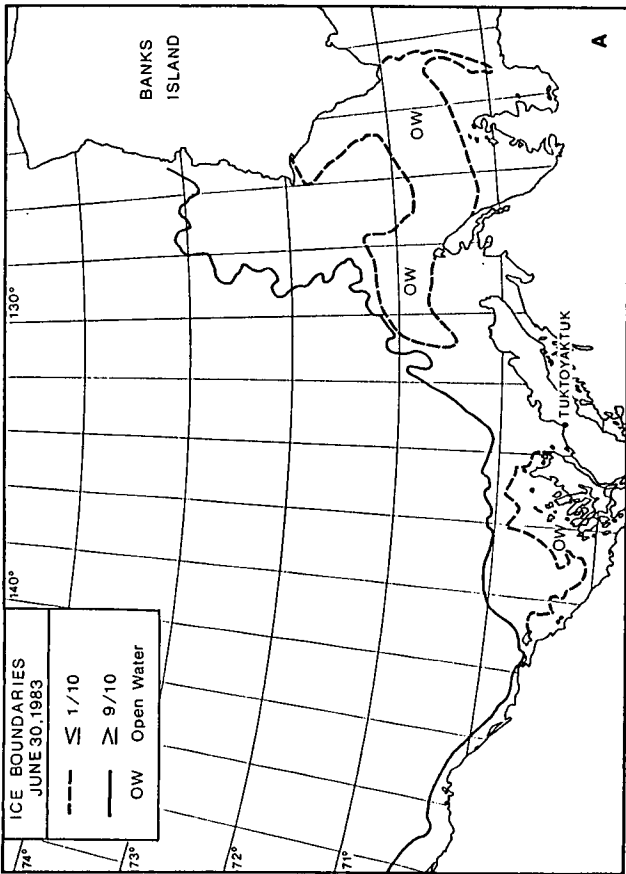 ICE BOUNDARIES
JUNE 30, 1983
≤ 1/10
≥ 9/10
OW Open Water
74°
73°
72°
71°
140°
130°
BANKS
ISLAND
OW
OW
OW
TUKTOYAKTUK
A